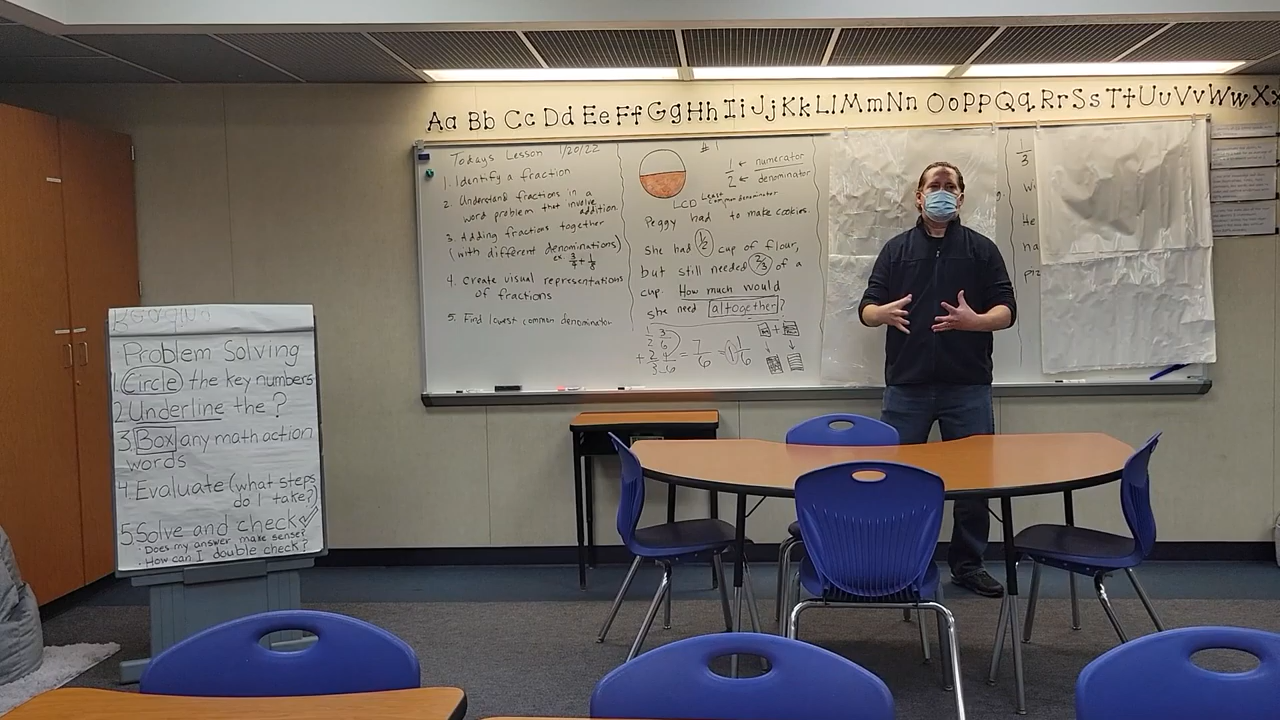 Aa Bb Cc Dd Ee Ff Gg Hh Ii Jj Kk Ll Mm Nn Oo Pp Qq Rr Ss Tt Uu Vv Ww Xx
Todays Lesson 1/20/22
1. Identify a fraction
2. Understand fractions in a
word problem that involve
addition.
3. Adding fractions together
(with different denominations)
ex. 3/4 + 1/8
4. Create visual representations
of fractions
5. Find lowest common denominator
#1
1/2 ← numerator
← denominator
LCD Least common denominator
Peggy had to make cookies.
She had 1/2 cup of flour,
but still needed 2/3 of a
cup. How much would
she need altogether?
1/2 3/6
+ 2/3 4/6 = 7/6 = 1 1/6
1/3
wi
He
ha
piz
Problem Solving
1. Circle the key numbers
2. Underline the ?
3. Box any math action
words
4. Evaluate (what steps
do I take?)
5. Solve and check ✓
· Does my answer make sense?
· How can I double check?